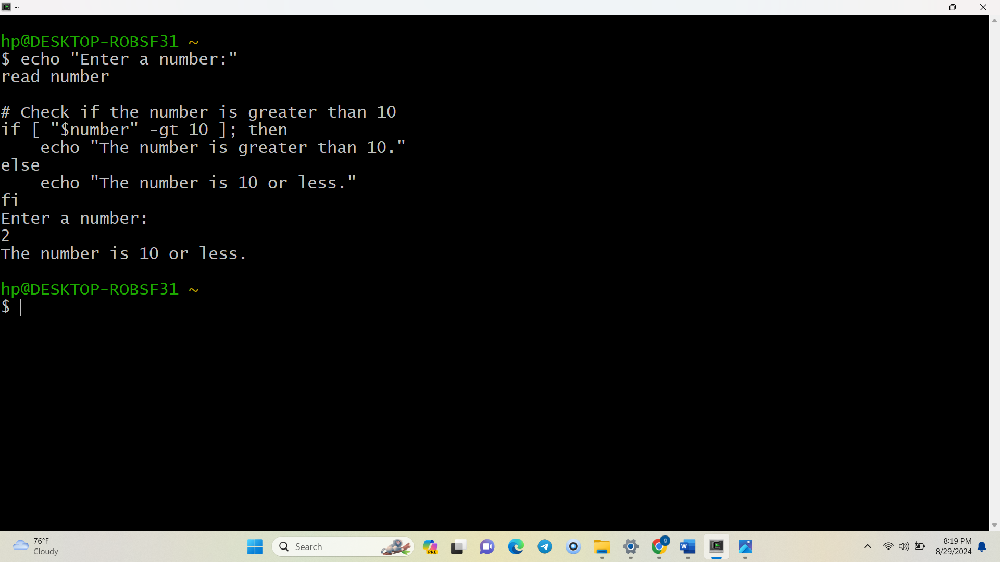 ~
hp@DESKTOP-ROBSF31 ~
$ echo "Enter a number:"
read number
# Check if the number is greater than 10
if [ "$number" -gt 10 ]; then
    echo "The number is greater than 10."
else
    echo "The number is 10 or less."
fi
Enter a number:
2
The number is 10 or less.
hp@DESKTOP-ROBSF31 ~
$
76°F
Cloudy
Search
PRE
g
W
8:19 PM
8/29/2024